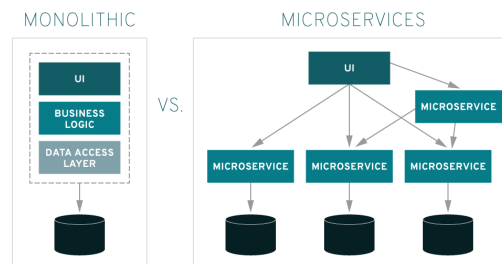 MONOLITHIC
VS.
MICROSERVICES
UI
BUSINESS
LOGIC
DATA ACCESS
LAYER
UI
MICROSERVICE
MICROSERVICE
MICROSERVICE
MICROSERVICE